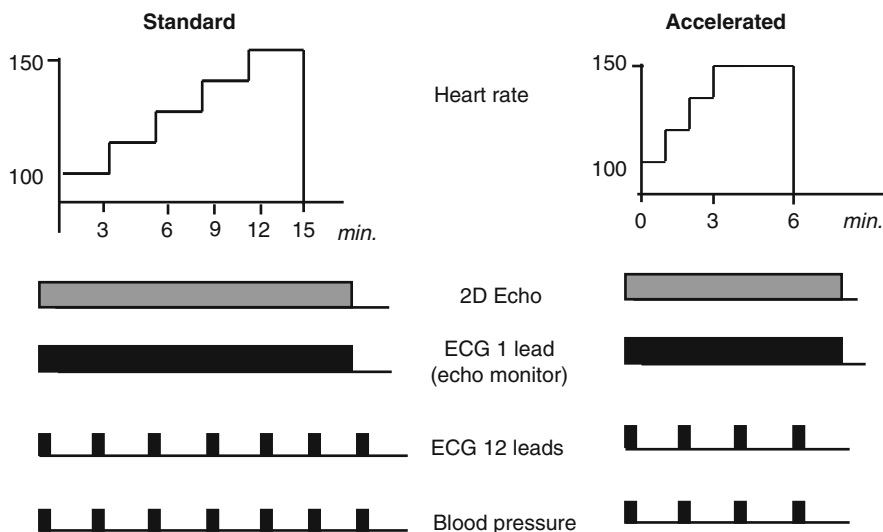 Standard
Accelerated
150
100
3 6 9 12 15 min.
Heart rate
150
100
0 3 6 min.
2D Echo
ECG 1 lead
(echo monitor)
ECG 12 leads
Blood pressure